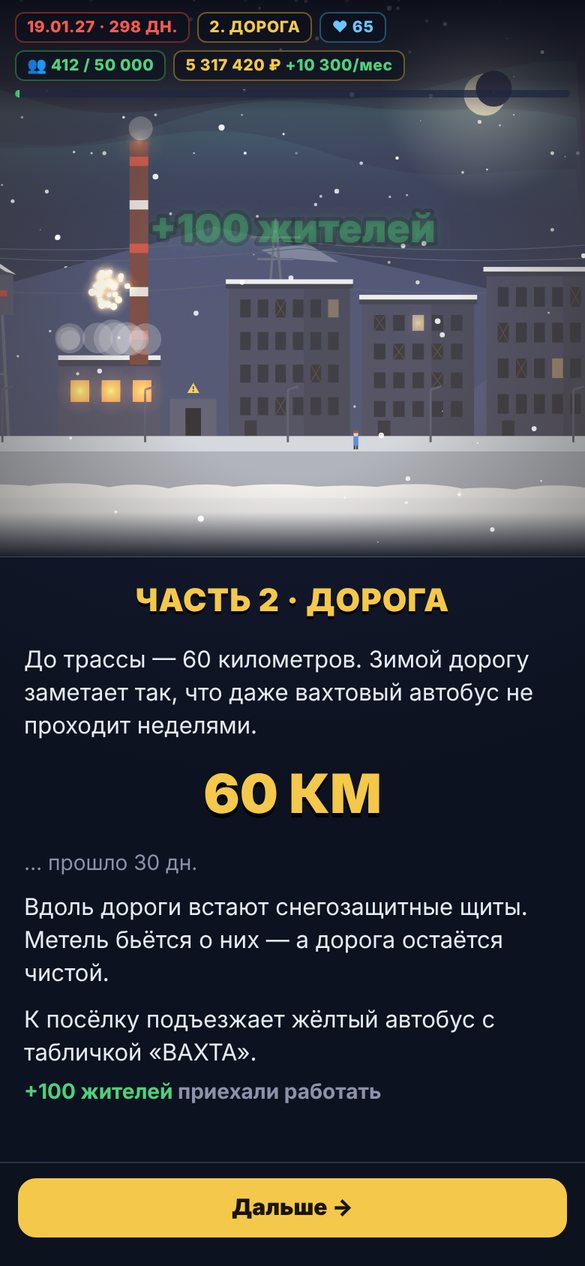 19.01.27 · 298 ДН.
2. ДОРОГА
♥ 65
👥 412 / 50 000
5 317 420 ₽ +10 300/мес
+100 жителей
ЧАСТЬ 2 · ДОРОГА
До трассы — 60 километров. Зимой дорогу
заметает так, что даже вахтовый автобус не
проходит неделями.
60 КМ
... прошло 30 дн.
Вдоль дороги встают снегозащитные щиты.
Метель бьётся о них — а дорога остаётся
чистой.
К посёлку подъезжает жёлтый автобус с
табличкой «ВАХТА».
+100 жителей приехали работать
Дальше →